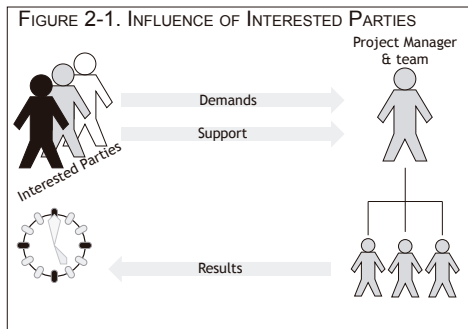 FIGURE 2-1. INFLUENCE OF INTERESTED PARTIES
Project Manager
& team
Demands
Support
Interested Parties
Results